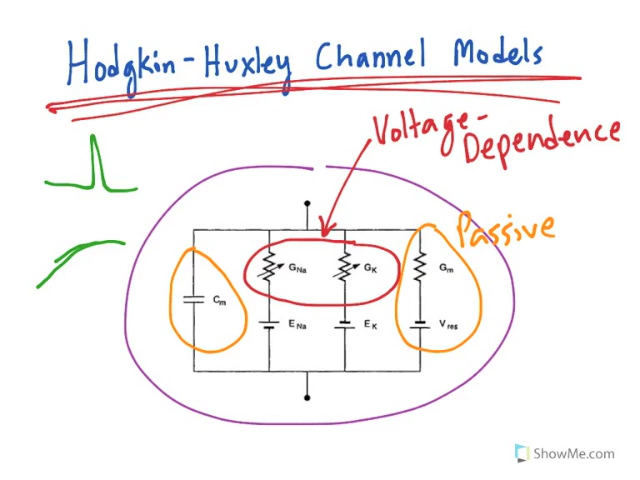 Hodgkin-Huxley Channel Models
Voltage-
Dependence
Passive
GNa
GK
Gm
Cm
ENa
EK
Vres
ShowMe.com